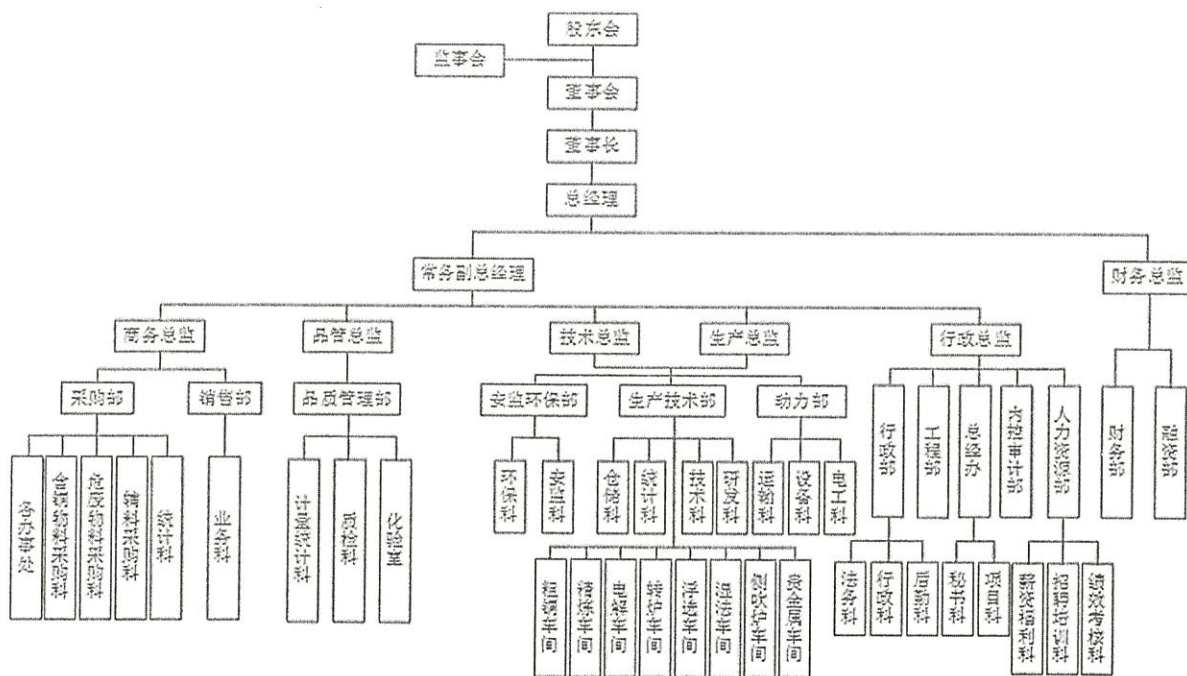 股东会
监事会
董事会
董事长
总经理
常务副总经理
财务总监
商务总监
品管总监
技术总监
生产总监
行政总监
采购部
销售部
品质管理部
安监环保部
生产技术部
动力部
行政部
工程部
总经办
内控审计部
人力资源部
财务部
融资部
各办事处
含铜物料采购科
危废物料采购科
辅料采购科
统计科
业务科
计量统计科
质检科
化验室
环保科
安监科
仓储科
统计科
技术科
研发科
运输科
设备科
电工科
粗铜车间
精炼车间
电解车间
转炉车间
浮选车间
湿法车间
侧吹炉车间
贵金属车间
法务科
行政科
后勤科
秘书科
项目科
薪资福利科
招聘培训科
绩效考核科